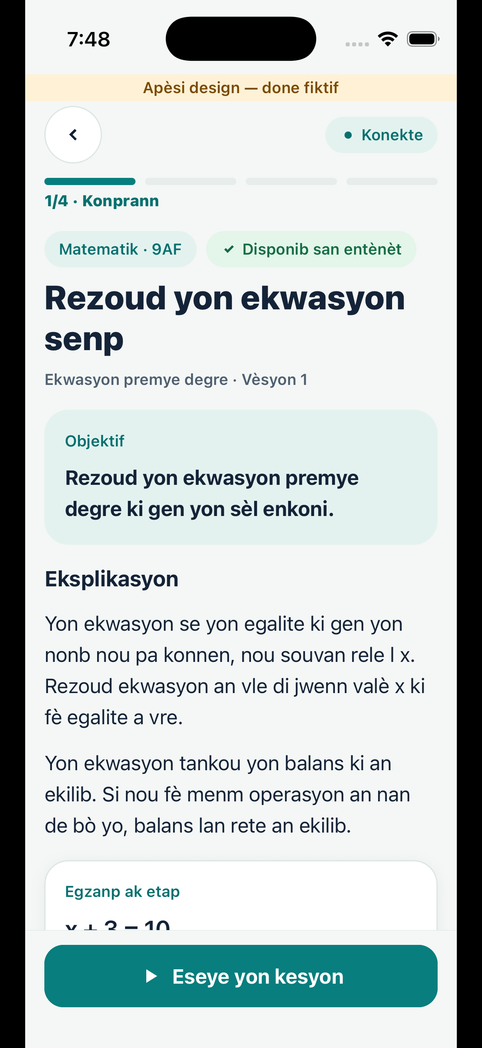 7:48
Apèsi design — done fiktif
Konekte
1/4 · Konprann
Matematik · 9AF
Disponib san entènèt
Rezoud yon ekwasyon
senp
Ekwasyon premye degre · Vèsyon 1
Objektif
Rezoud yon ekwasyon premye
degre ki gen yon sèl enkoni.
Eksplikasyon
Yon ekwasyon se yon egalite ki gen yon
nonb nou pa konnen, nou souvan rele l x.
Rezoud ekwasyon an vle di jwenn valè x ki
fè egalite a vre.
Yon ekwasyon tankou yon balans ki an
ekilib. Si nou fè menm operasyon an nan
de bò yo, balans lan rete an ekilib.
Egzanp ak etap
x + 3 = 10
Eseye yon kesyon